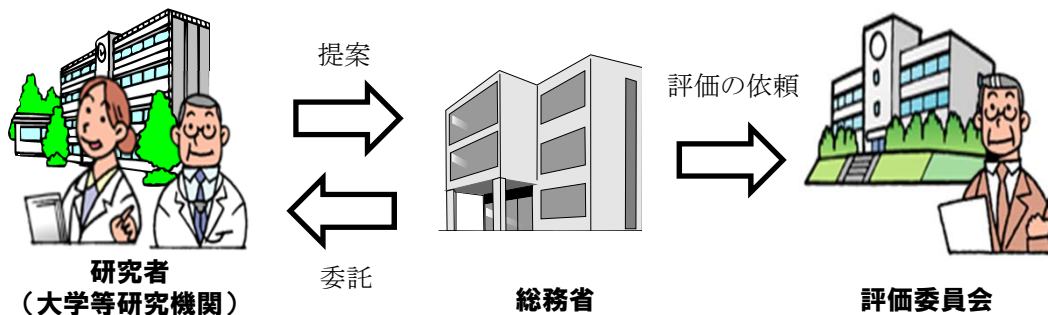 提案
評価の依頼
委託
研究者
（大学等研究機関）
総務省
評価委員会